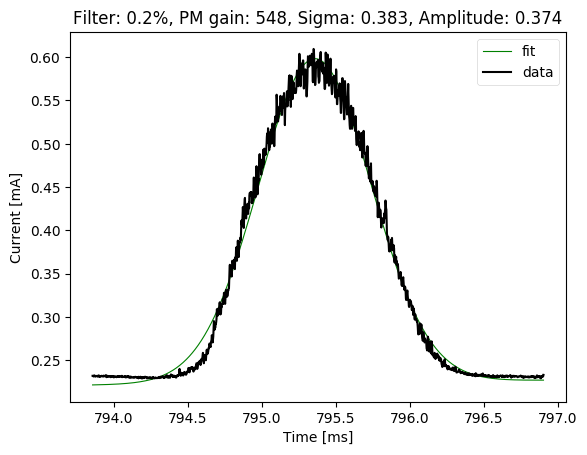 Filter: 0.2%, PM gain: 548, Sigma: 0.383, Amplitude: 0.374
fit
data
0.60
0.55
0.50
0.45
0.40
0.35
0.30
0.25
Current [mA]
794.0 794.5 795.0 795.5 796.0 796.5 797.0
Time [ms]